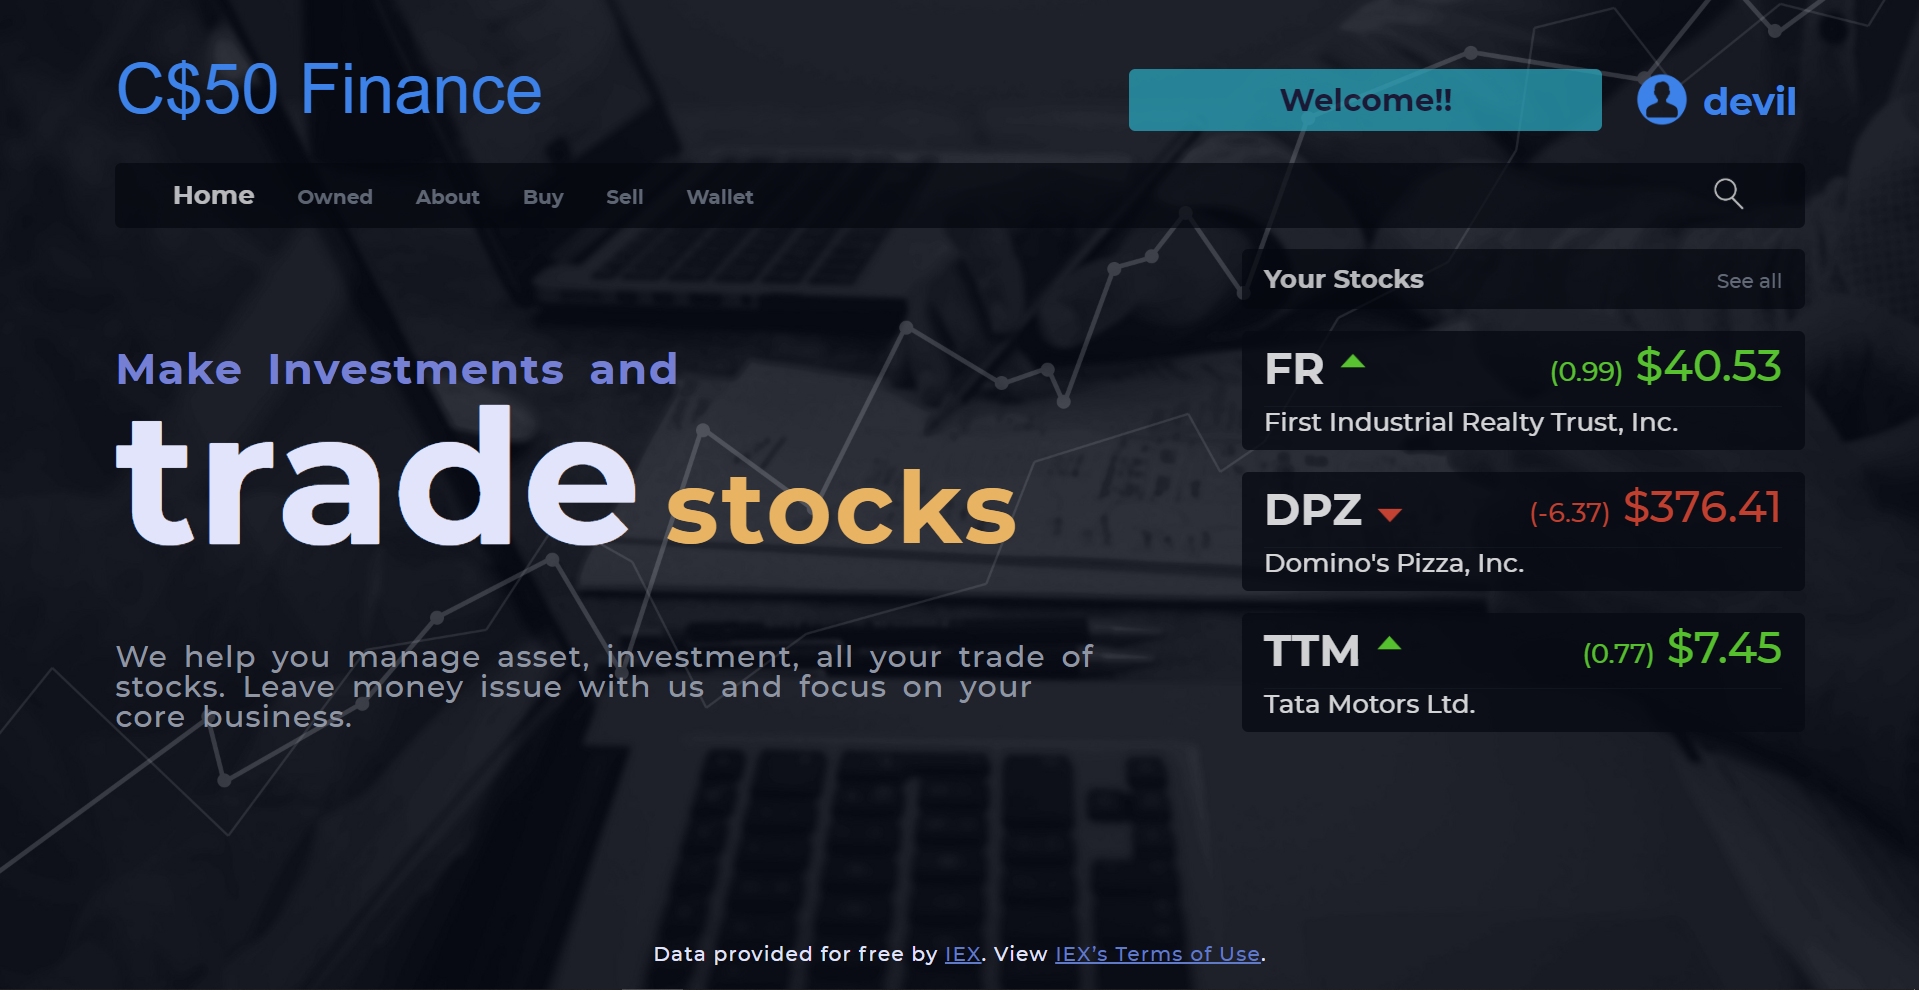 C$50 Finance
Welcome!!
devil
Home Owned About Buy Sell Wallet
Your Stocks See all
Make Investments and
trade stocks
We help you manage asset, investment, all your trade of
stocks. Leave money issue with us and focus on your
core business.
FR (0.99) $40.53
First Industrial Realty Trust, Inc.
DPZ (-6.37) $376.41
Domino's Pizza, Inc.
TTM (0.77) $7.45
Tata Motors Ltd.
Data provided for free by IEX. View IEX’s Terms of Use.